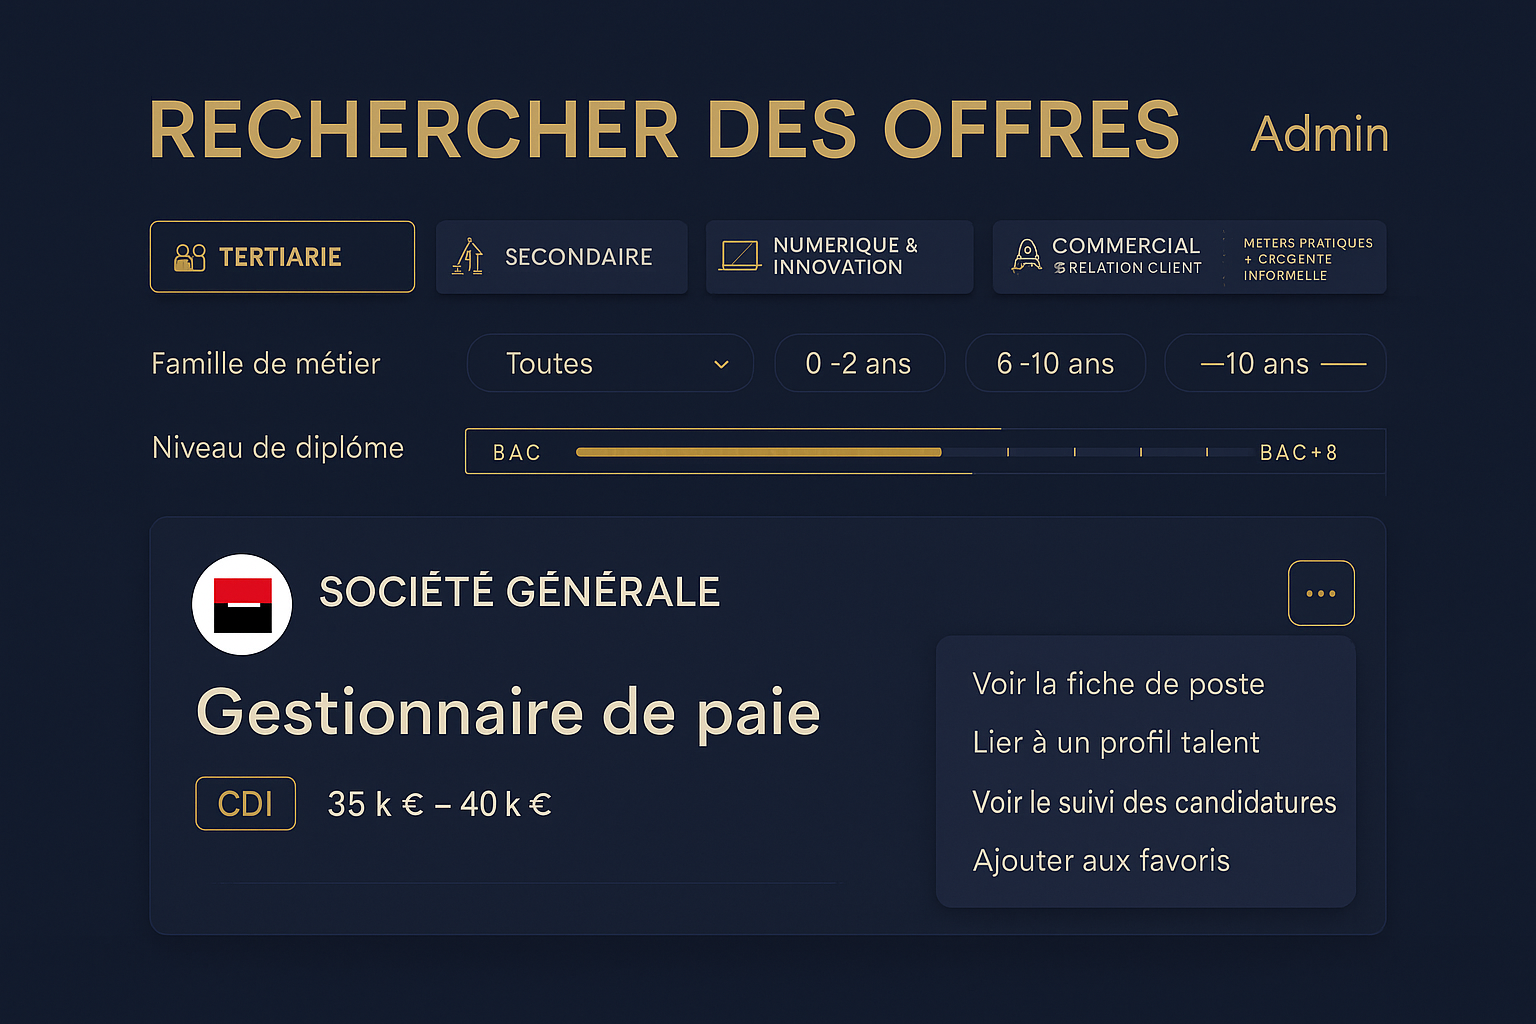 RECHERCHER DES OFFRES
Admin
TERTIARIE
SECONDAIRE
NUMERIQUE &
INNOVATION
COMMERCIAL
RELATION CLIENT
METERS PRATIQUES
+ CRCGENTE
INFORMELLE
Famille de métier
Toutes
0 -2 ans
6 -10 ans
—10 ans —
Niveau de diplóme
BAC
BAC+8
SOCIÉTÉ GÉNÉRALE
...
Gestionnaire de paie
CDI
35 k € – 40 k €
Voir la fiche de poste
Lier à un profil talent
Voir le suivi des candidatures
Ajouter aux favoris